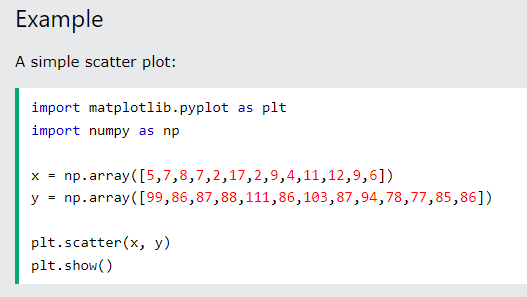 Example
A simple scatter plot:
import matplotlib.pyplot as plt
import numpy as np
x = np.array([5,7,8,7,2,17,2,9,4,11,12,9,6])
y = np.array([99,86,87,88,111,86,103,87,94,78,77,85,86])
plt.scatter(x, y)
plt.show()